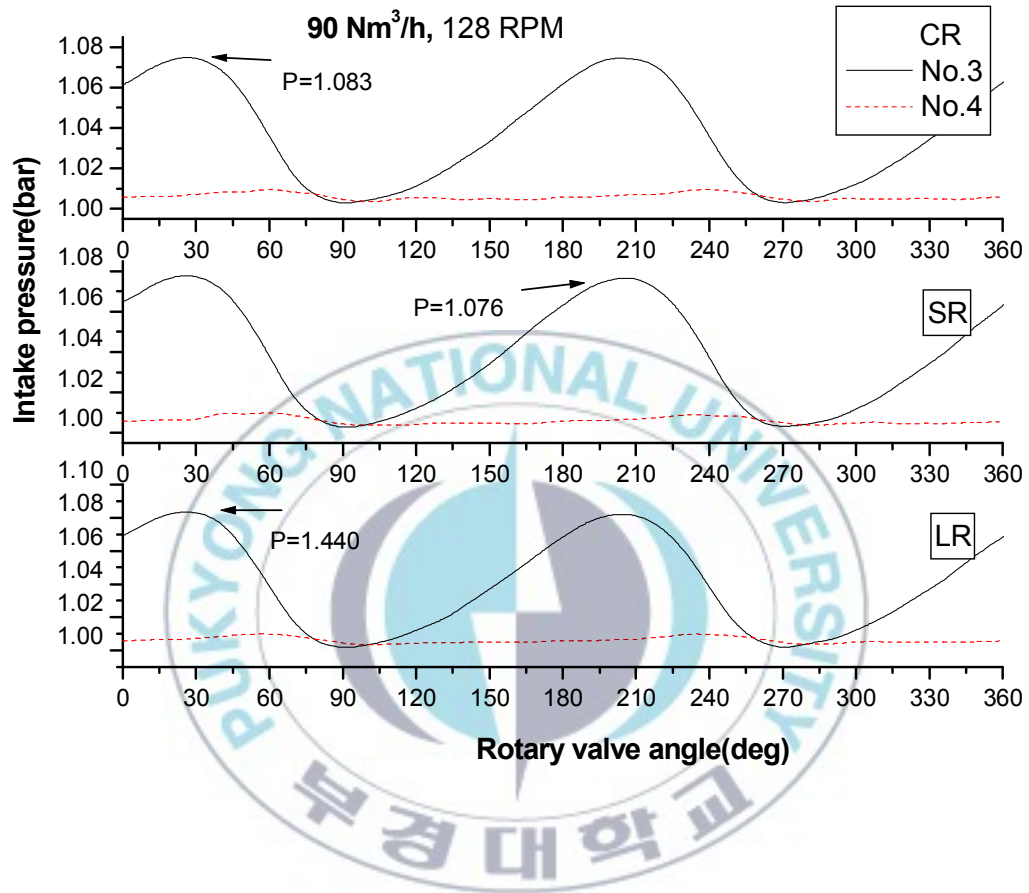 90 Nm³/h, 128 RPM
CR
No.3
No.4
P=1.083
1.08
1.06
1.04
1.02
1.00
0 30 60 90 120 150 180 210 240 270 300 330 360
Intake pressure(bar)
SR
P=1.076
1.08
1.06
1.04
1.02
1.00
0 30 60 90 120 150 180 210 240 270 300 330 360
LR
P=1.440
1.10
1.08
1.06
1.04
1.02
1.00
0 30 60 90 120 150 180 210 240 270 300 330 360
Rotary valve angle(deg)
PUKYONG NATIONAL UNIVERSITY
부경대학교